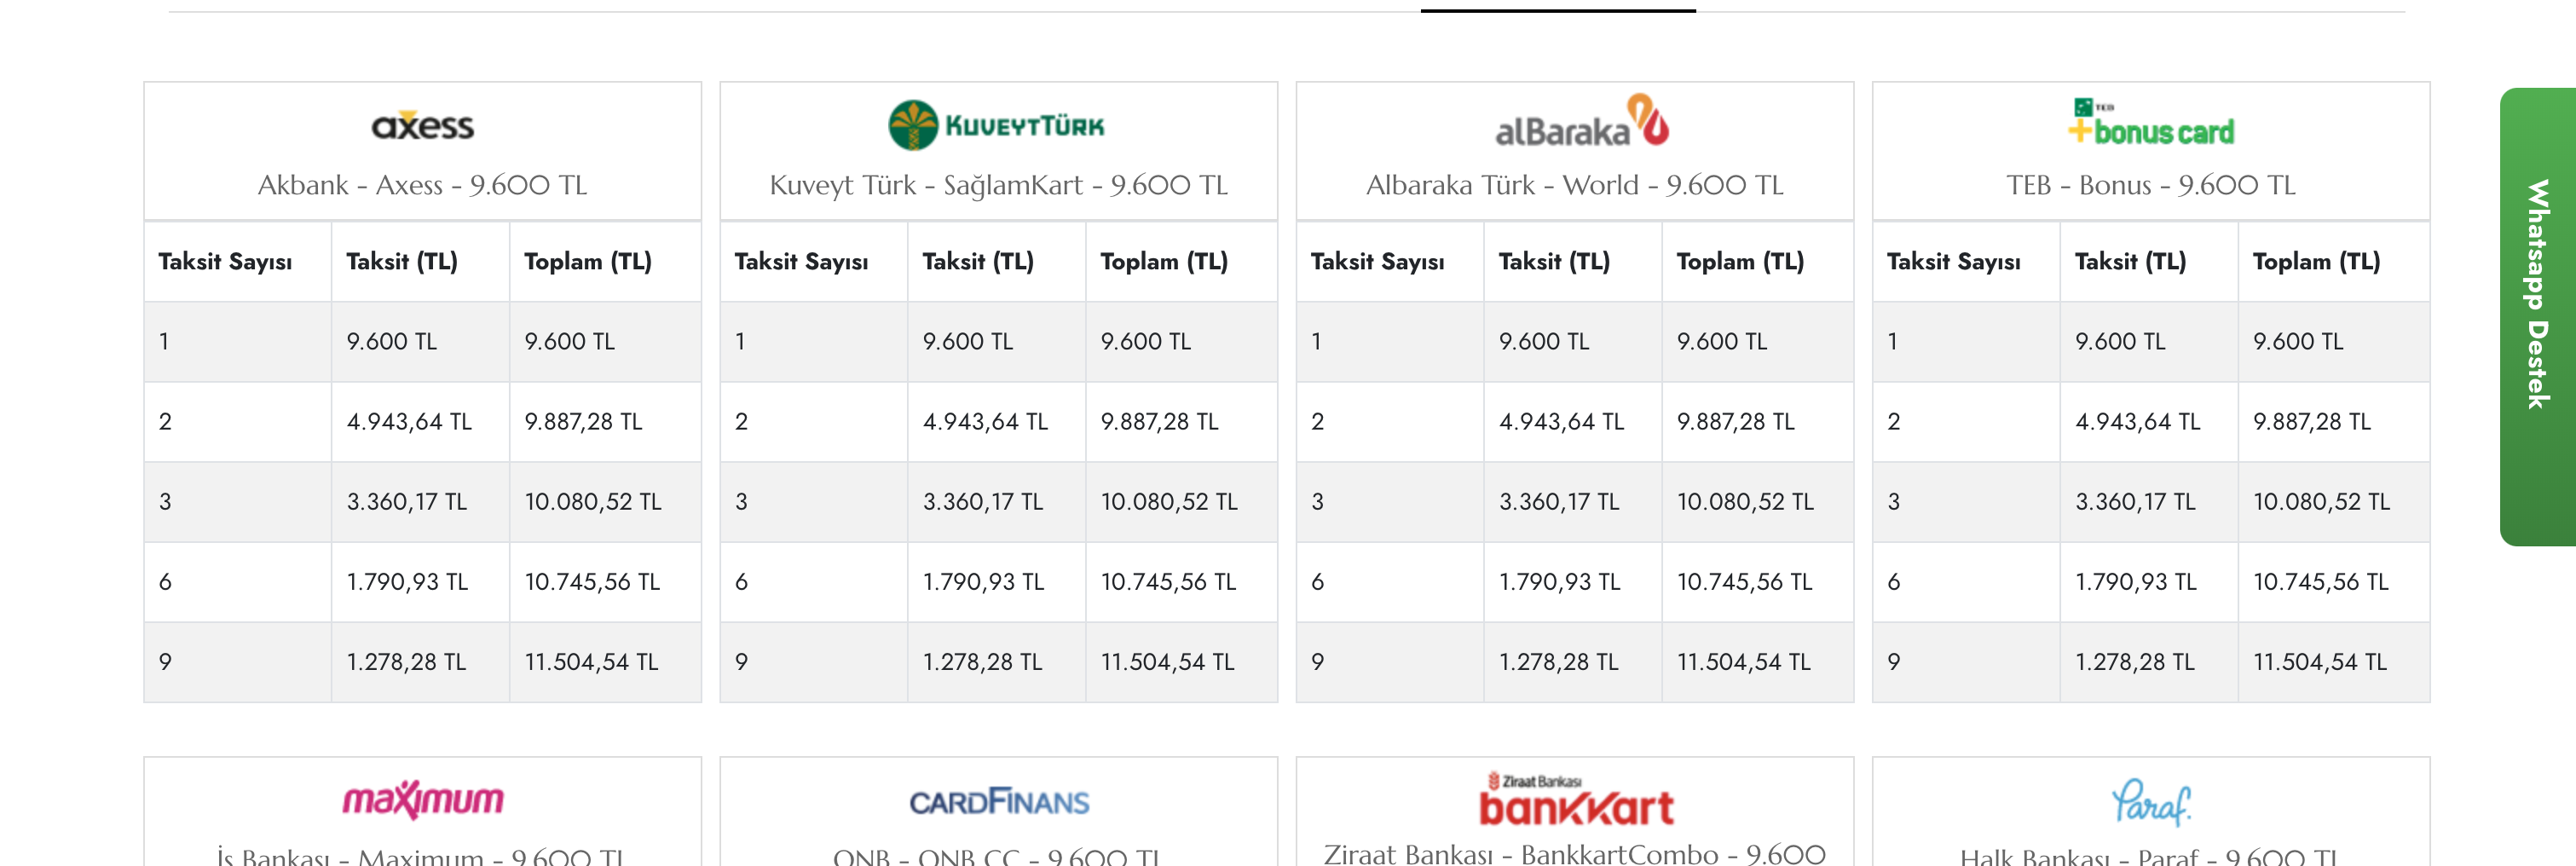 axess
KUVEYTTÜRK
alBaraka
TEB
bonus card
Akbank - Axess - 9.600 TL
Kuveyt Türk - SağlamKart - 9.600 TL
Albaraka Türk - World - 9.600 TL
TEB - Bonus - 9.600 TL
Taksit Sayısı Taksit (TL) Toplam (TL) Taksit Sayısı Taksit (TL) Toplam (TL) Taksit Sayısı Taksit (TL) Toplam (TL) Taksit Sayısı Taksit (TL) Toplam (TL)
1 9.600 TL 9.600 TL 1 9.600 TL 9.600 TL 1 9.600 TL 9.600 TL 1 9.600 TL 9.600 TL
2 4.943,64 TL 9.887,28 TL 2 4.943,64 TL 9.887,28 TL 2 4.943,64 TL 9.887,28 TL 2 4.943,64 TL 9.887,28 TL
3 3.360,17 TL 10.080,52 TL 3 3.360,17 TL 10.080,52 TL 3 3.360,17 TL 10.080,52 TL 3 3.360,17 TL 10.080,52 TL
6 1.790,93 TL 10.745,56 TL 6 1.790,93 TL 10.745,56 TL 6 1.790,93 TL 10.745,56 TL 6 1.790,93 TL 10.745,56 TL
9 1.278,28 TL 11.504,54 TL 9 1.278,28 TL 11.504,54 TL 9 1.278,28 TL 11.504,54 TL 9 1.278,28 TL 11.504,54 TL
maximum
CARDFINANS
Ziraat Bankası
bankkart
Paraf
İş Bankası - Maximum - 9.600 TL
QNB - QNB CC - 9.600 TL
Ziraat Bankası - BankkartCombo - 9.600
Halk Bankası - Paraf - 9.600 TL
Whatsapp Destek